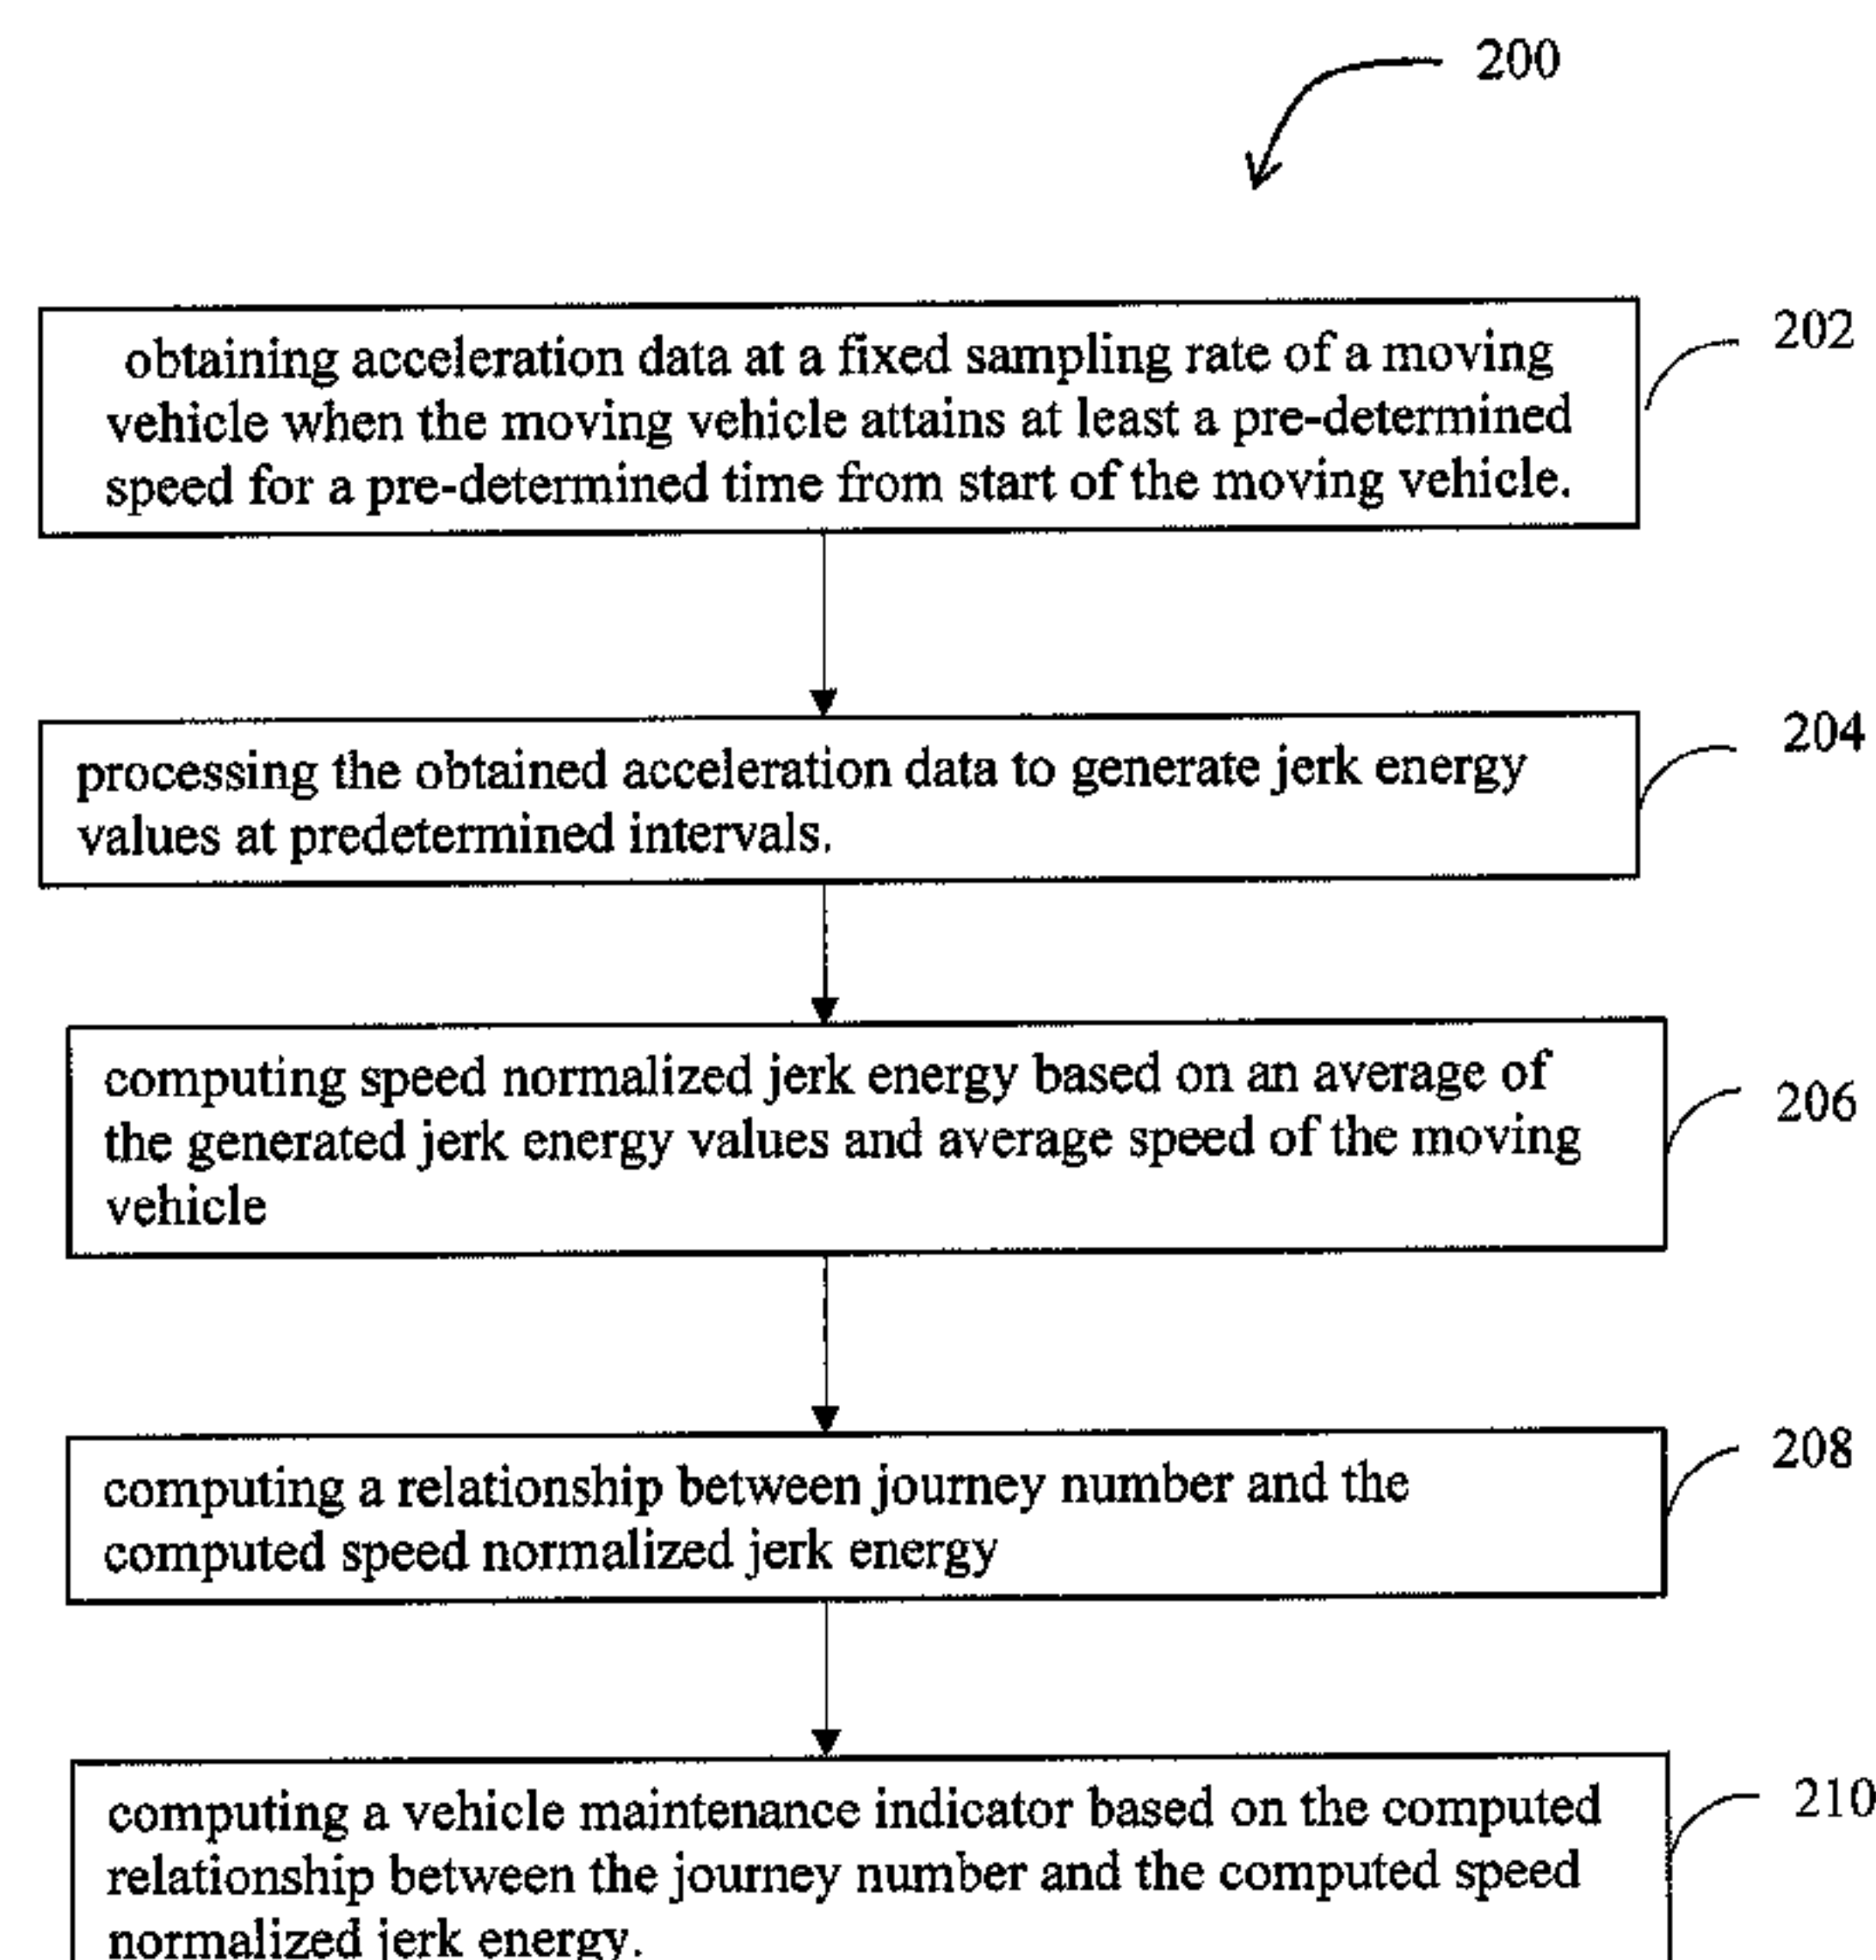 200
202
obtaining acceleration data at a fixed sampling rate of a moving
vehicle when the moving vehicle attains at least a pre-determined
speed for a pre-determined time from start of the moving vehicle.
204
processing the obtained acceleration data to generate jerk energy
values at predetermined intervals.
206
computing speed normalized jerk energy based on an average of
the generated jerk energy values and average speed of the moving
vehicle
208
computing a relationship between journey number and the
computed speed normalized jerk energy
210
computing a vehicle maintenance indicator based on the computed
relationship between the journey number and the computed speed
normalized jerk energy.